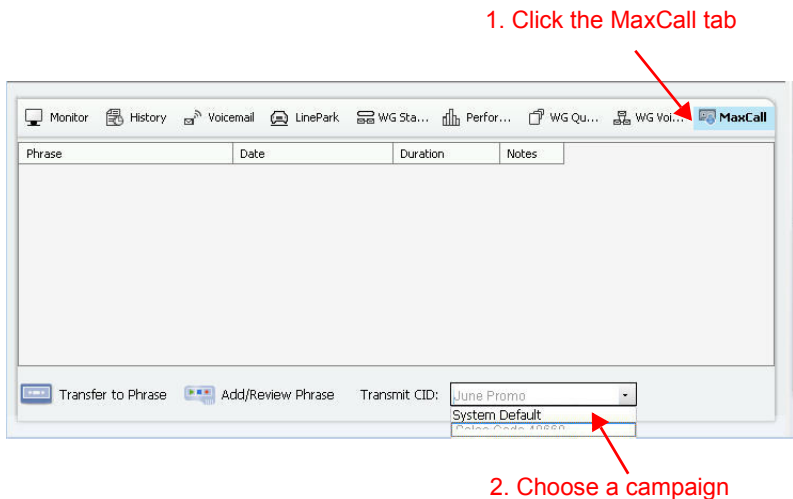 1. Click the MaxCall tab
Monitor History Voicemail LinePark WG Sta... Perfor... WG Qu... WG Voi... MaxCall
Phrase Date Duration Notes
Transfer to Phrase Add/Review Phrase Transmit CID: June Promo
System Default
2. Choose a campaign